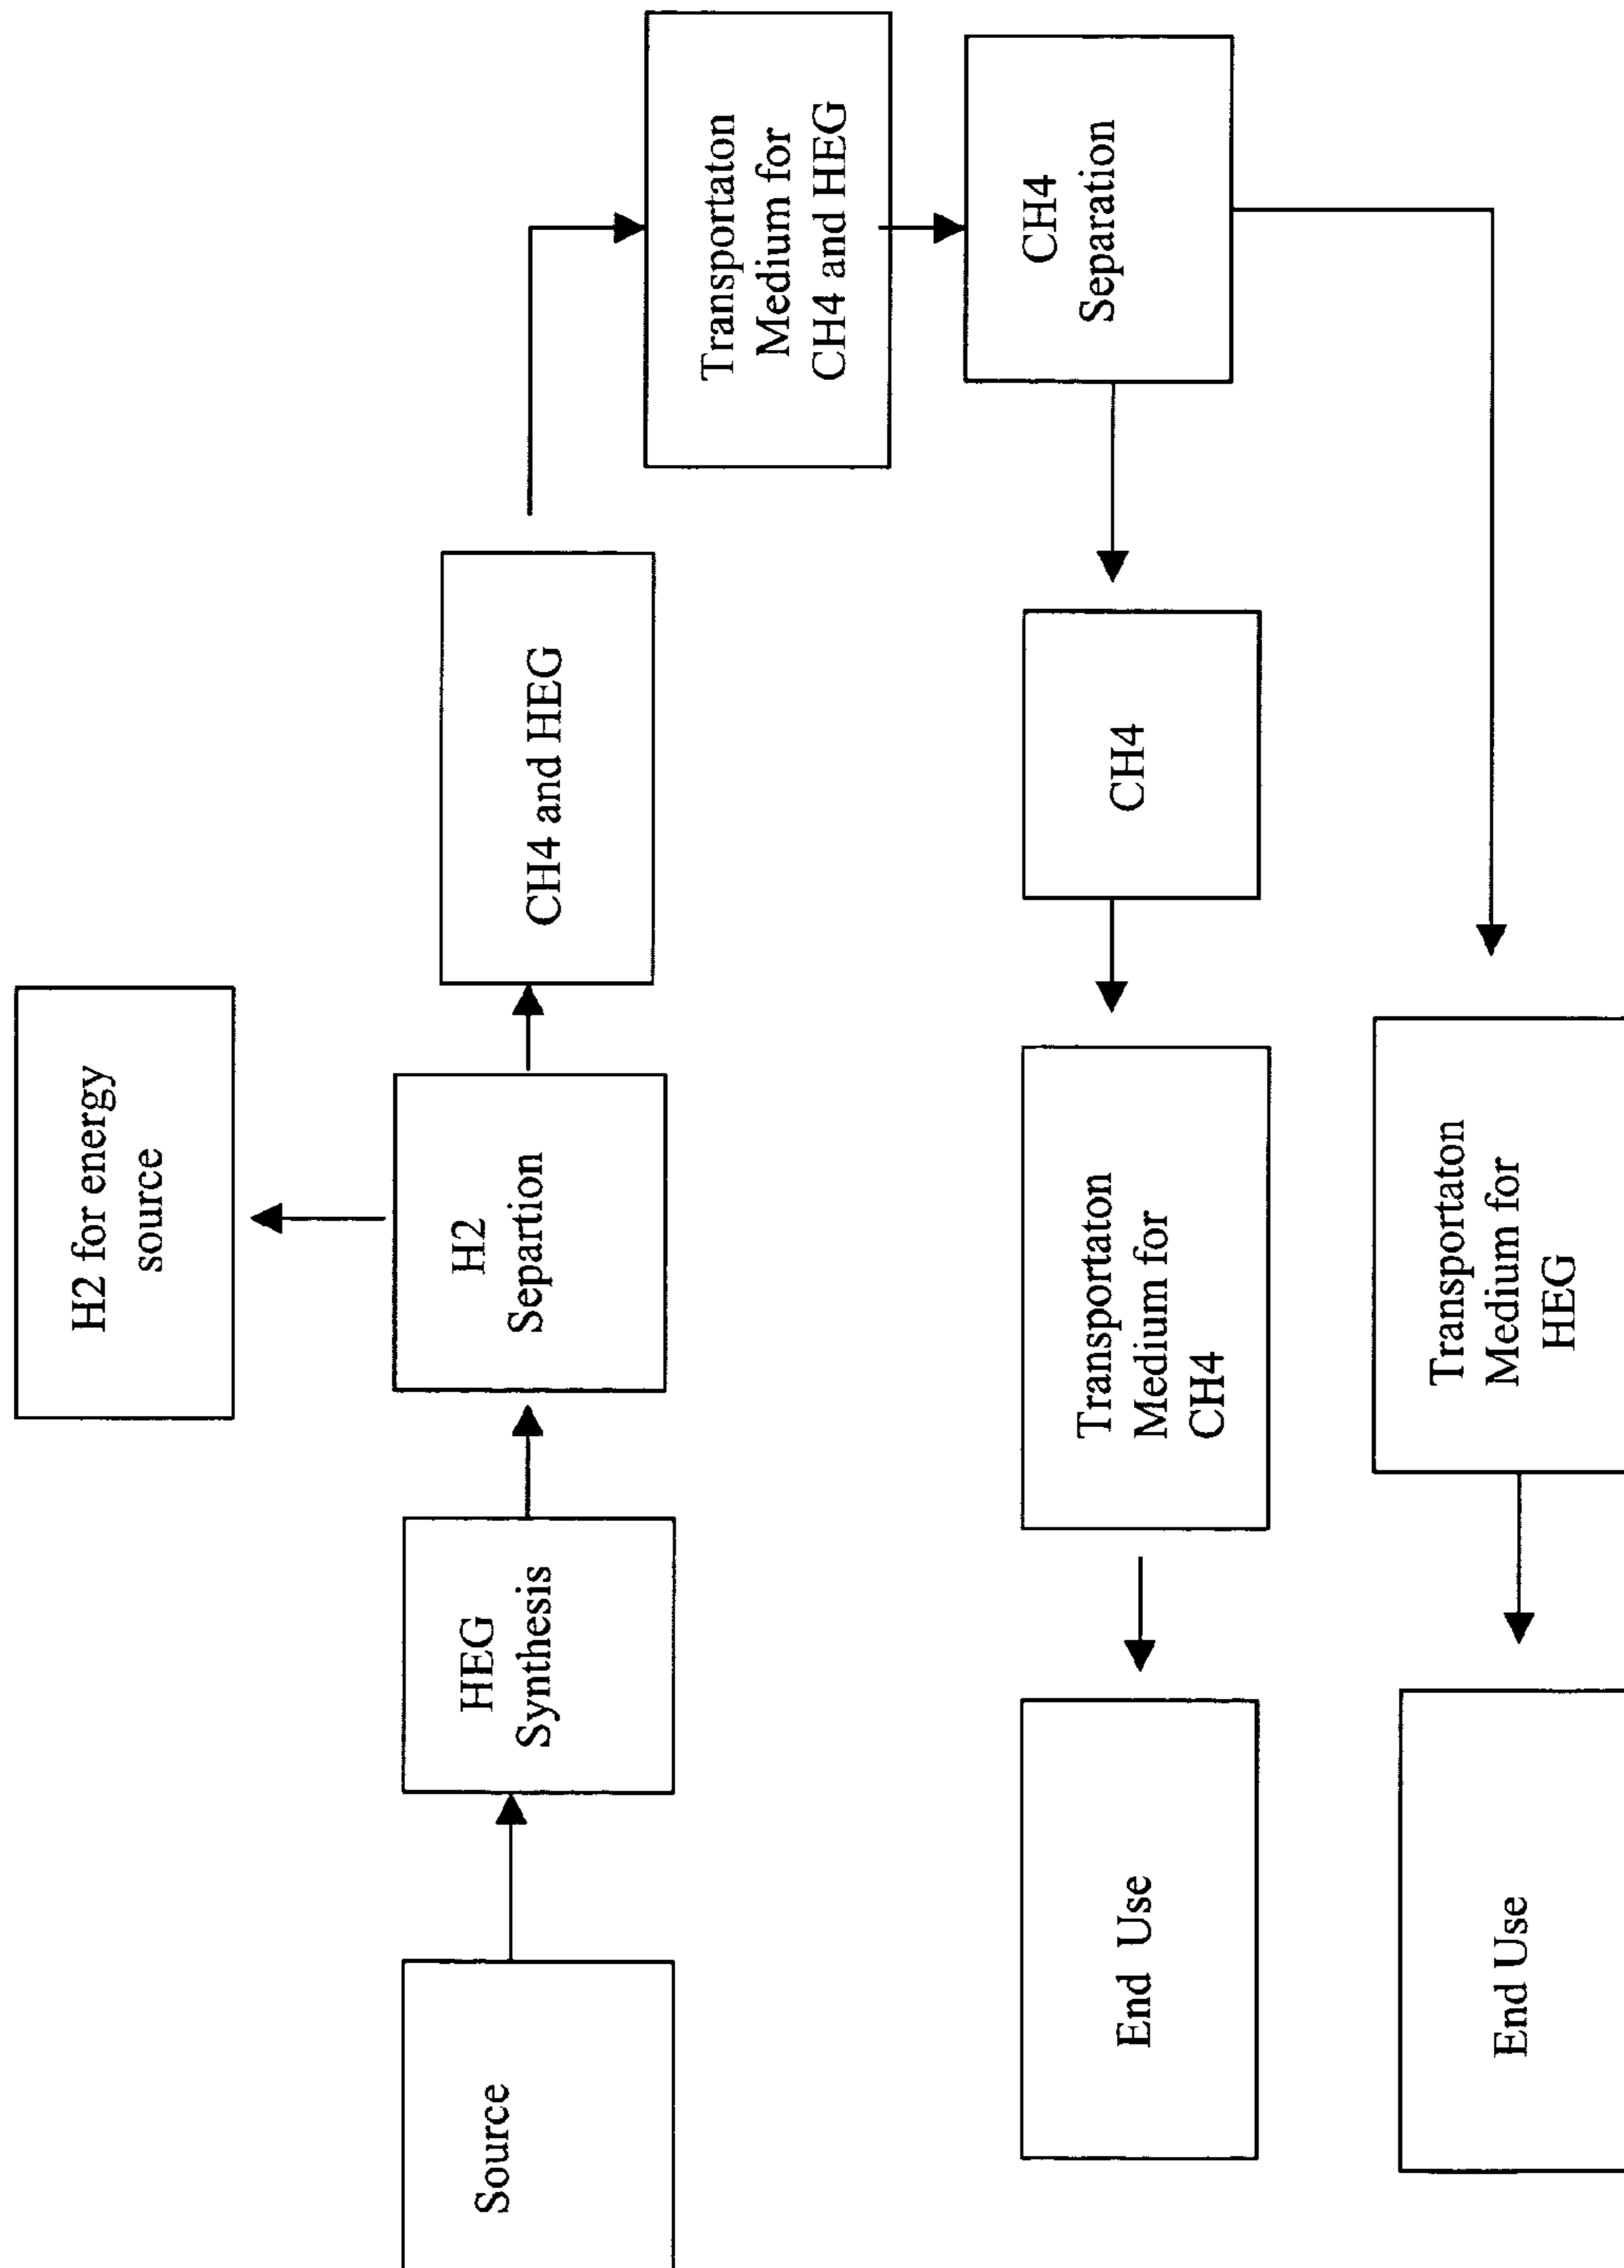 H2 for energy
source
Source
HEG
Synthesis
H2
Separtion
CH4 and HEG
Transportaton
Medium for
CH4 and HEG
CH4
Separation
CH4
Transportaton
Medium for
CH4
End Use
Transportaton
Medium for
HEG
End Use